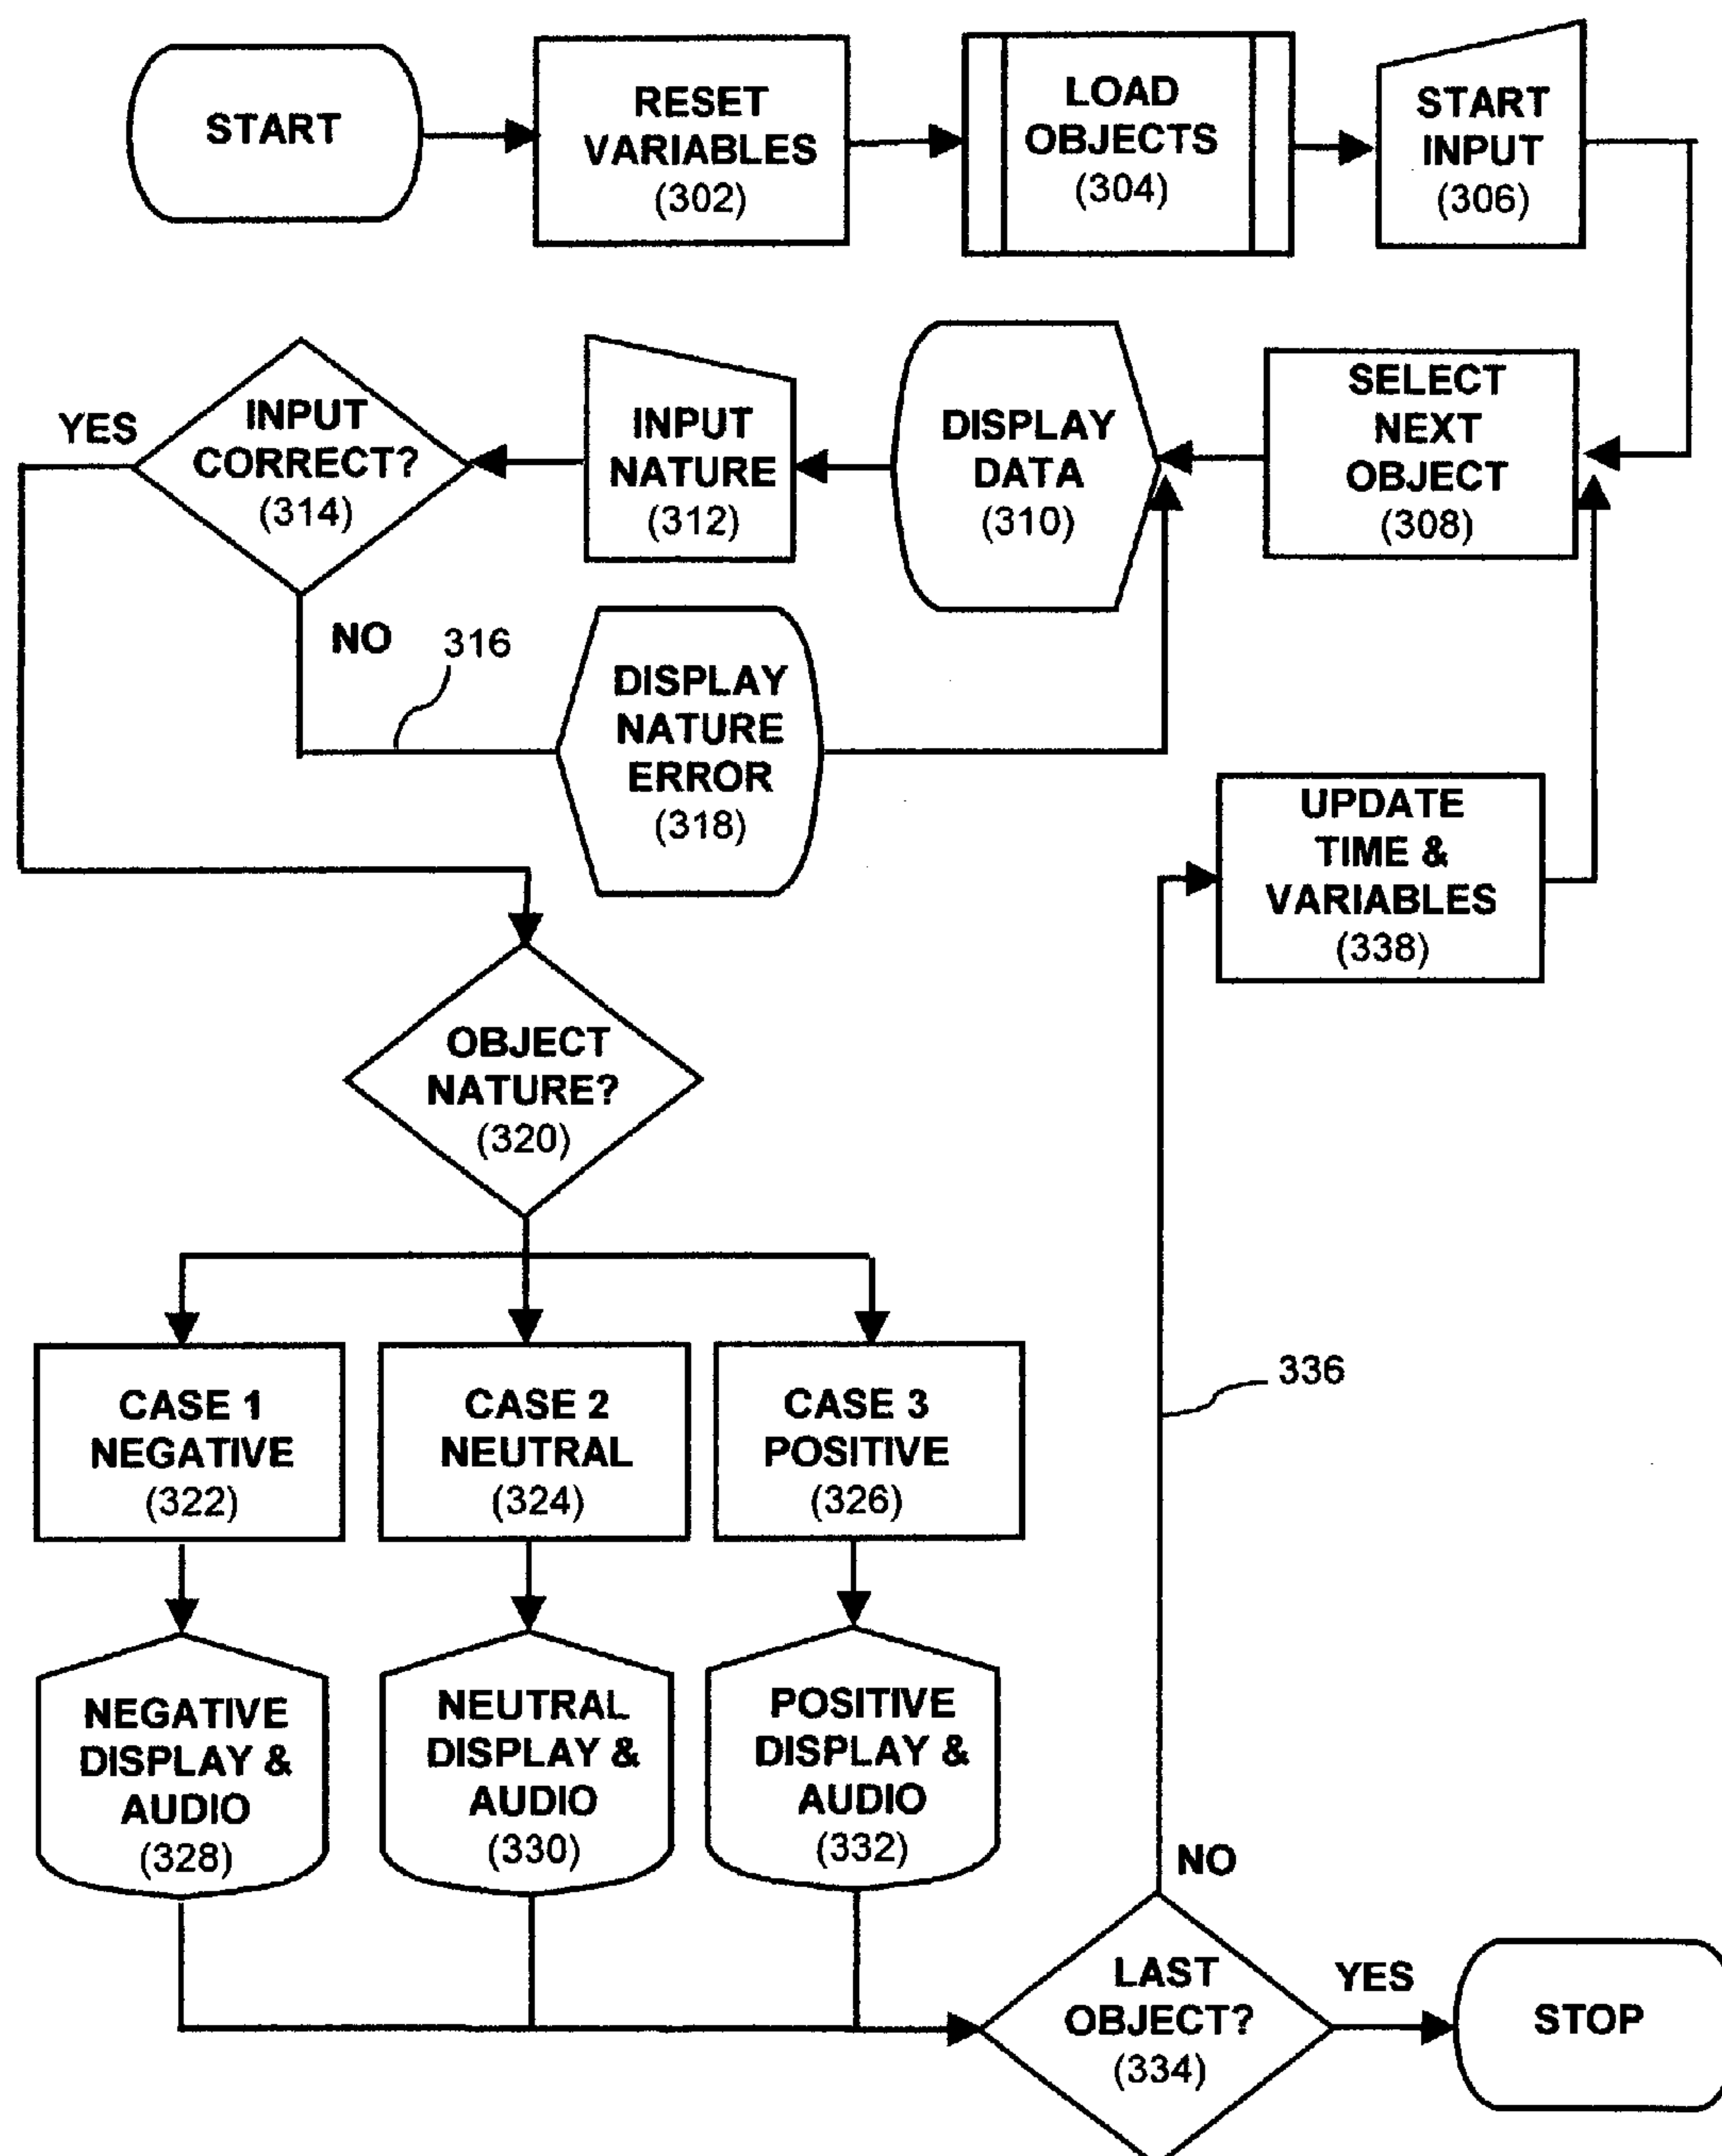 START
RESET
VARIABLES
(302)
LOAD
OBJECTS
(304)
START
INPUT
(306)
SELECT
NEXT
OBJECT
(308)
DISPLAY
DATA
(310)
INPUT
NATURE
(312)
INPUT
CORRECT?
(314)
YES
NO
316
DISPLAY
NATURE
ERROR
(318)
UPDATE
TIME &
VARIABLES
(338)
OBJECT
NATURE?
(320)
CASE 1
NEGATIVE
(322)
CASE 2
NEUTRAL
(324)
CASE 3
POSITIVE
(326)
336
NEGATIVE
DISPLAY &
AUDIO
(328)
NEUTRAL
DISPLAY &
AUDIO
(330)
POSITIVE
DISPLAY &
AUDIO
(332)
NO
LAST
OBJECT?
(334)
YES
STOP